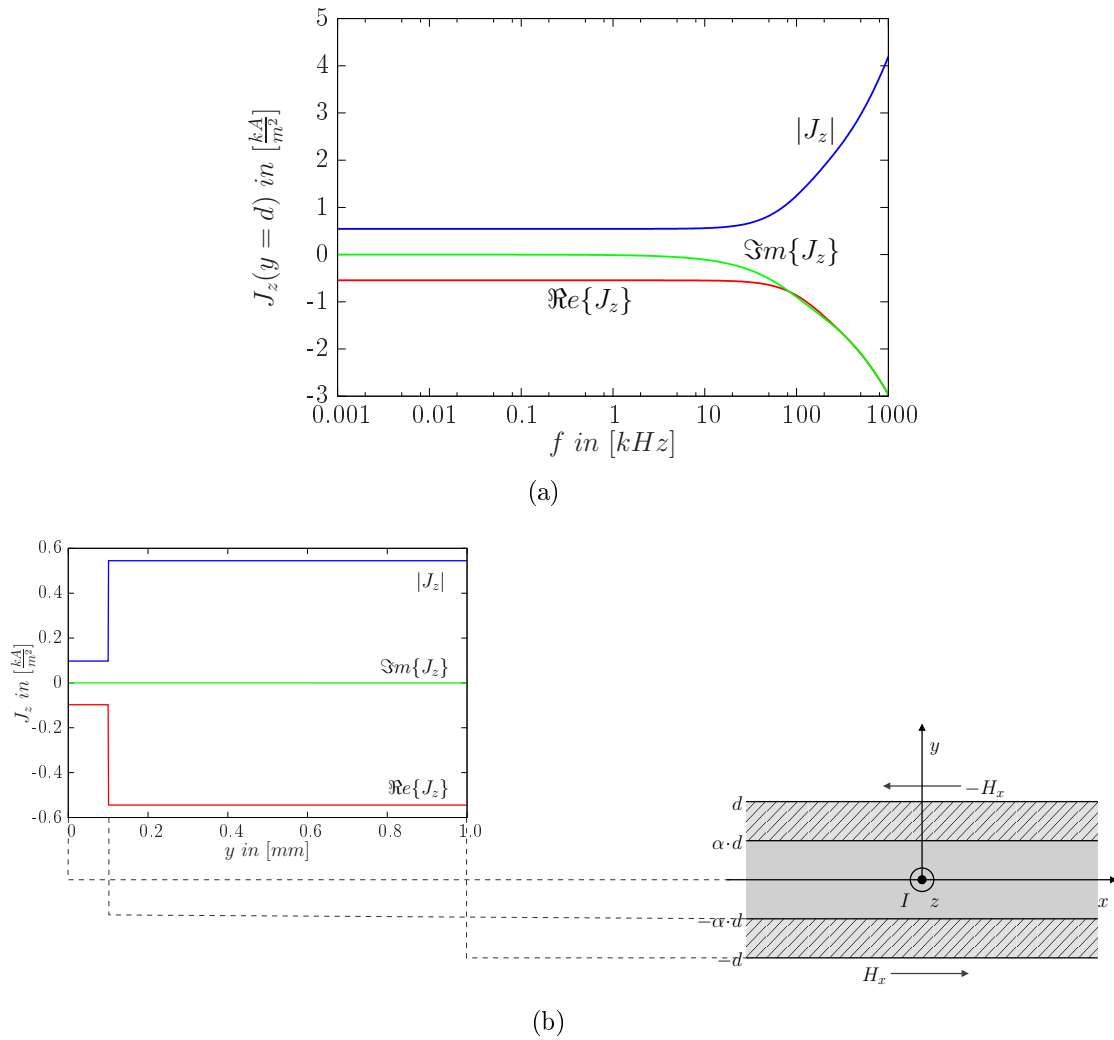 5
4
3
2
1
0
-1
-2
-3
J_z(y = d) in [kA/m²]
|J_z|
ℑm{J_z}
ℜe{J_z}
0.001 0.01 0.1 1 10 100 1000
f in [kHz]
(a)
0.6
0.4
0.2
0
-0.2
-0.4
-0.6
J_z in [kA/m²]
|J_z|
ℑm{J_z}
ℜe{J_z}
0 0.2 0.4 0.6 0.8 1.0
y in [mm]
y
−H_x
d
α·d
I z
x
−α·d
−d
H_x
(b)